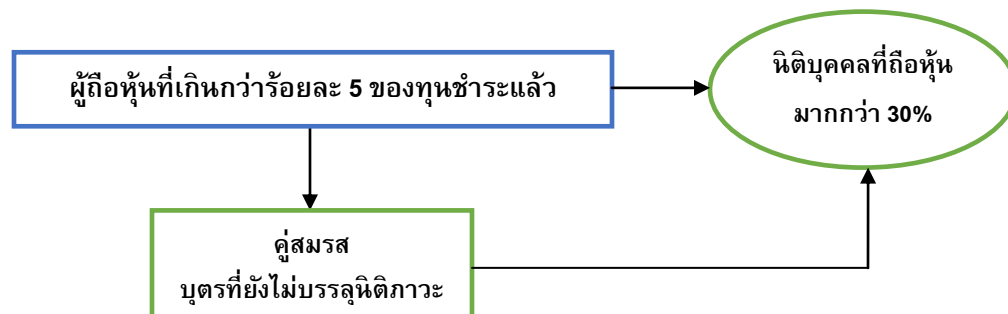 ผู้ถือหุ้นที่เกินกว่าร้อยละ 5 ของทุนชำระแล้ว
นิติบุคคลที่ถือหุ้น
มากกว่า 30%
คู่สมรส
บุตรที่ยังไม่บรรลุนิติภาวะ